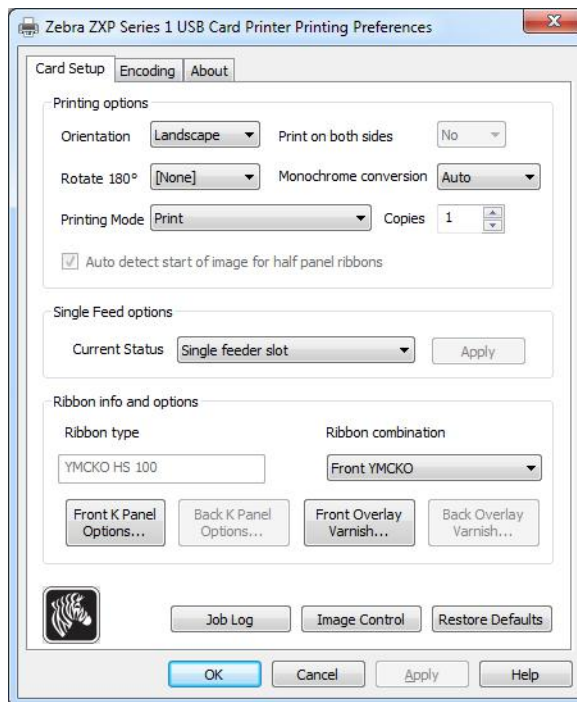 Zebra ZXP Series 1 USB Card Printer Printing Preferences
Card Setup Encoding About
Printing options
Orientation Landscape Print on both sides No
Rotate 180° [None] Monochrome conversion Auto
Printing Mode Print Copies 1
Auto detect start of image for half panel ribbons
Single Feed options
Current Status Single feeder slot Apply
Ribbon info and options
Ribbon type Ribbon combination
YMCKO HS 100 Front YMCKO
Front K Panel Back K Panel Front Overlay Back Overlay
Options... Options... Varnish... Varnish...
Job Log Image Control Restore Defaults
OK Cancel Apply Help